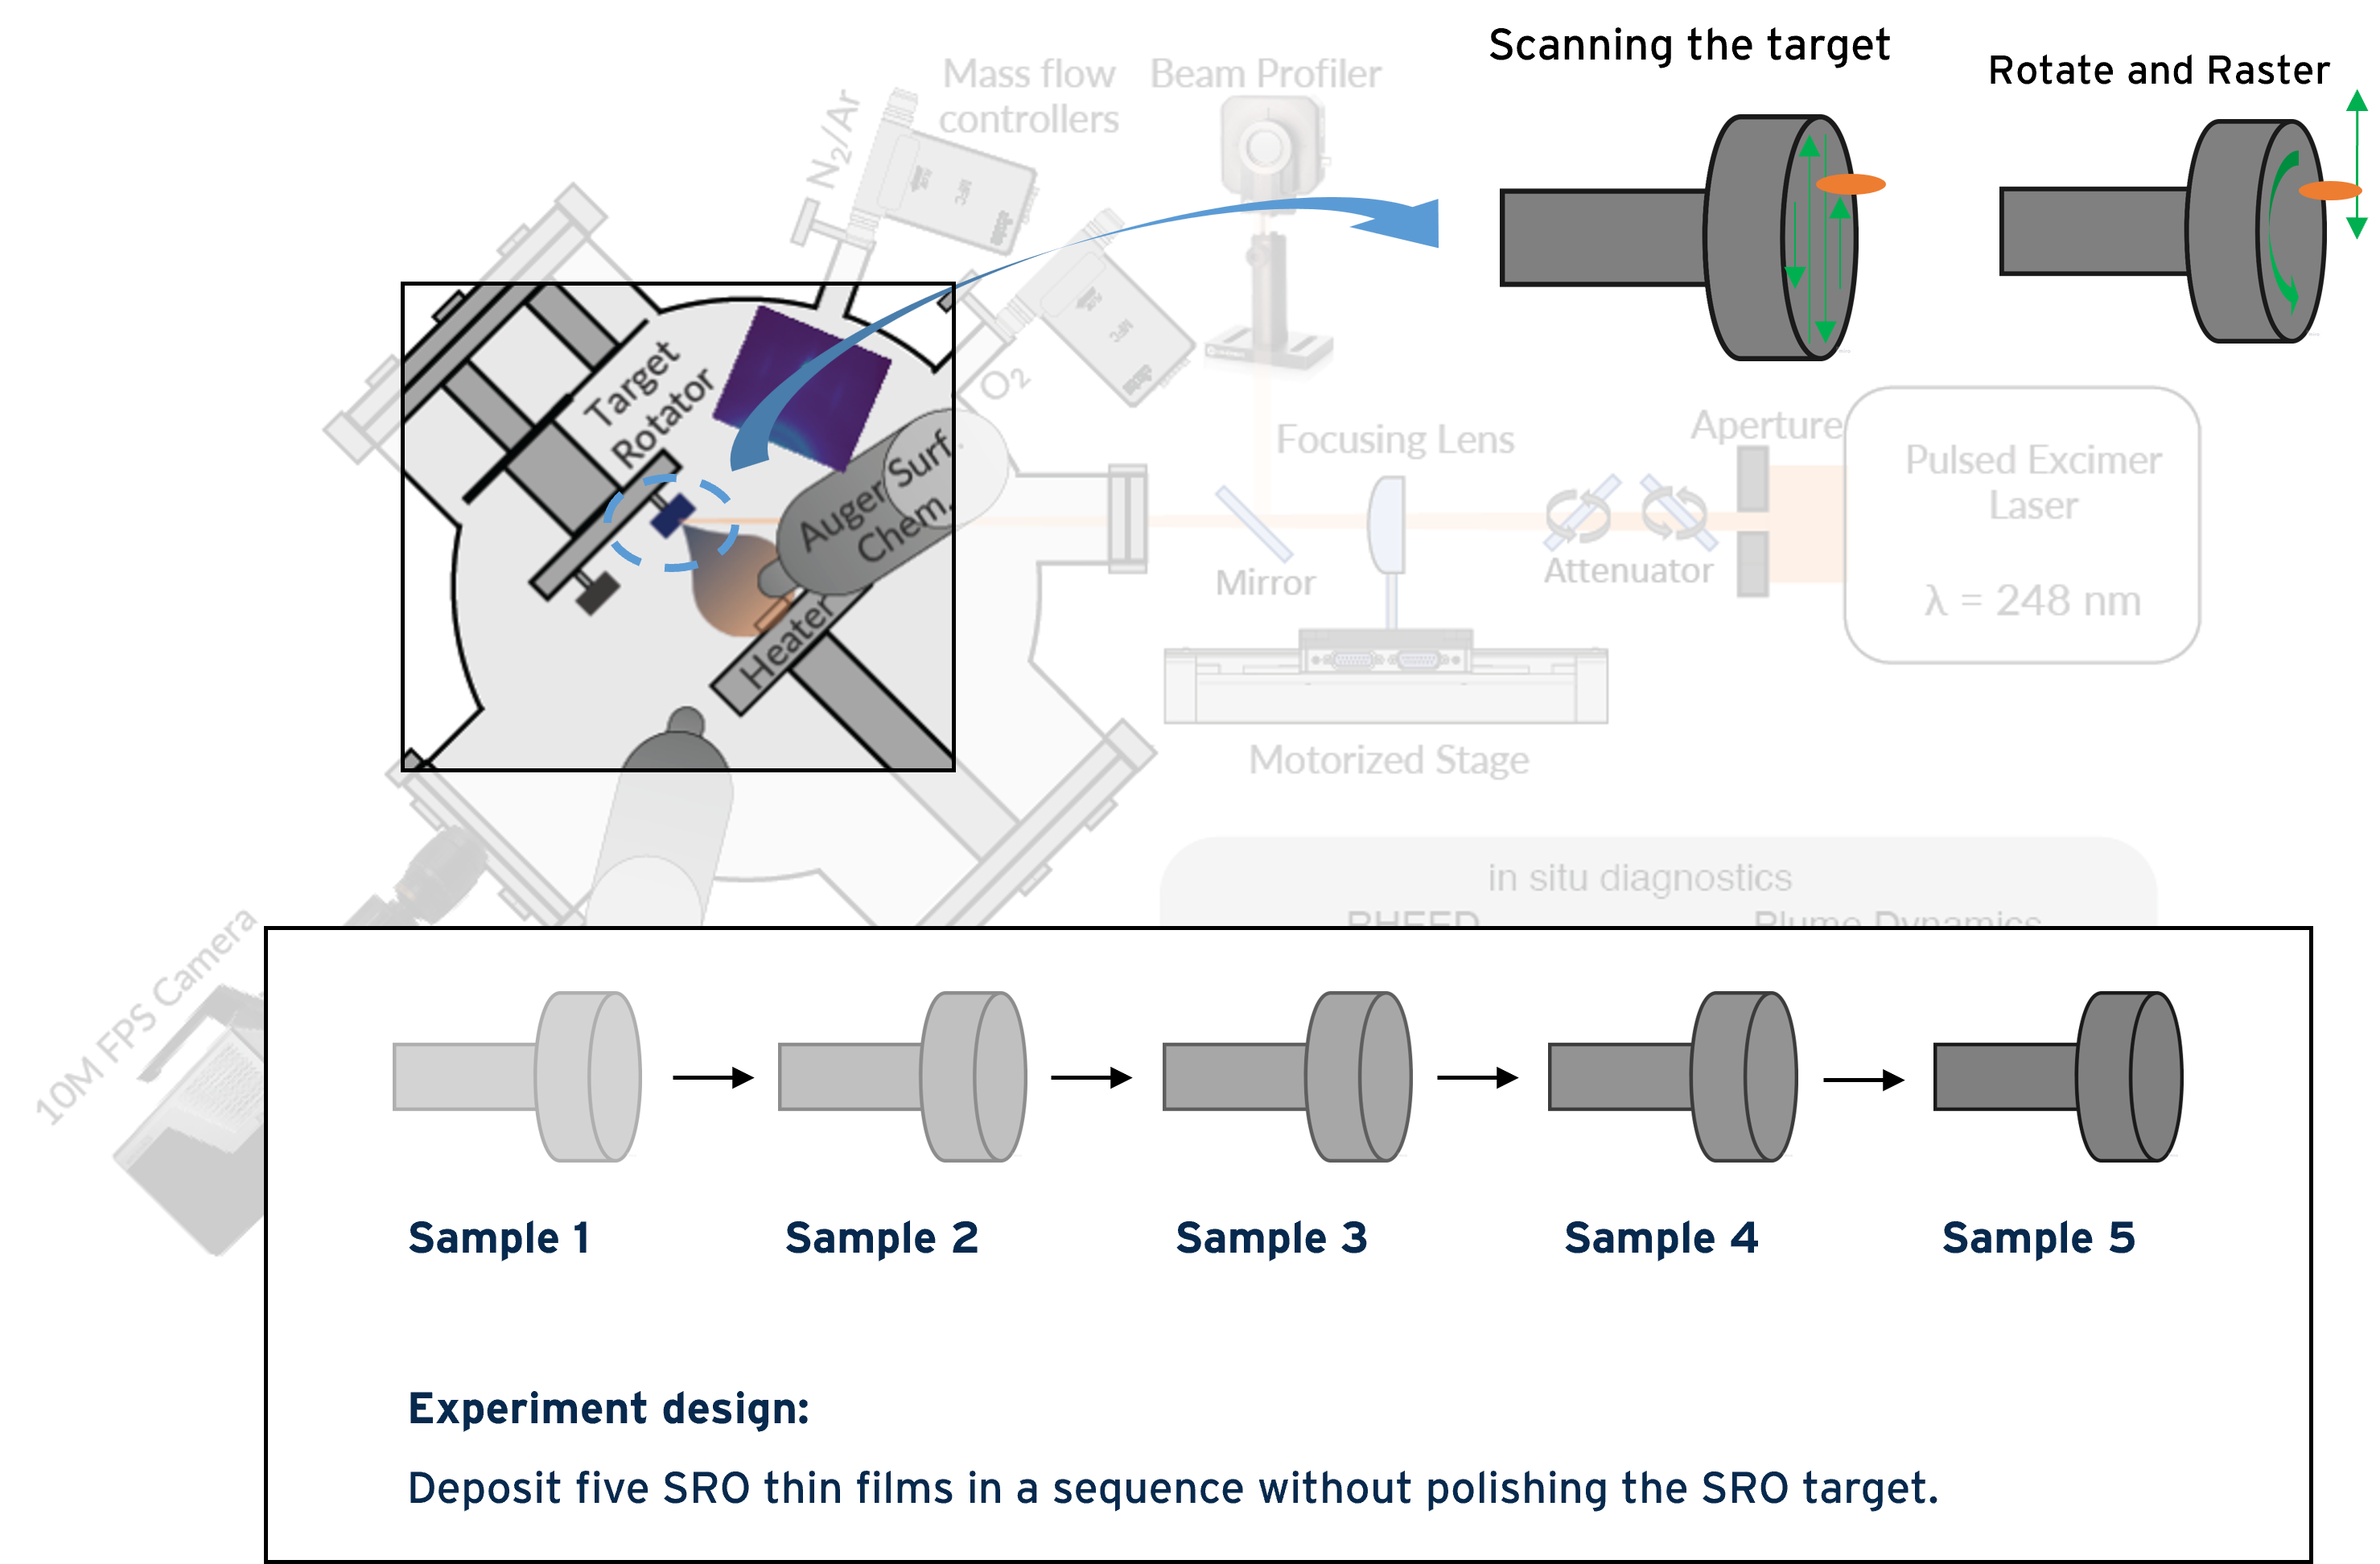 Scanning the target
Rotate and Raster
Mass flow
controllers
Beam Profiler
N₂/Ar
O₂
Target
Rotator
Auger Surf.
Chem.
Heater
Focusing Lens
Aperture
Pulsed Excimer
Laser
λ = 248 nm
Mirror
Attenuator
Motorized Stage
in situ diagnostics
RHEED
Plume Dynamics
10M FPS Camera
Sample 1
Sample 2
Sample 3
Sample 4
Sample 5
Experiment design:
Deposit five SRO thin films in a sequence without polishing the SRO target.